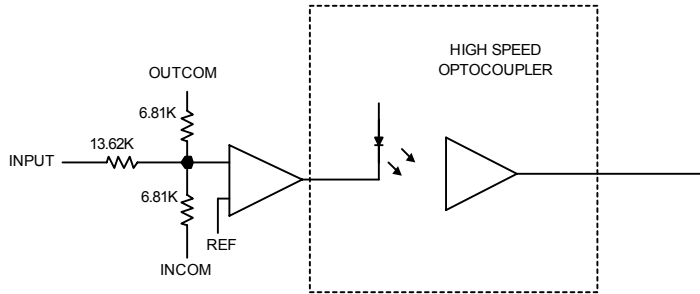 HIGH SPEED
OPTOCOUPLER
OUTCOM
6.81K
13.62K
INPUT
6.81K
REF
INCOM